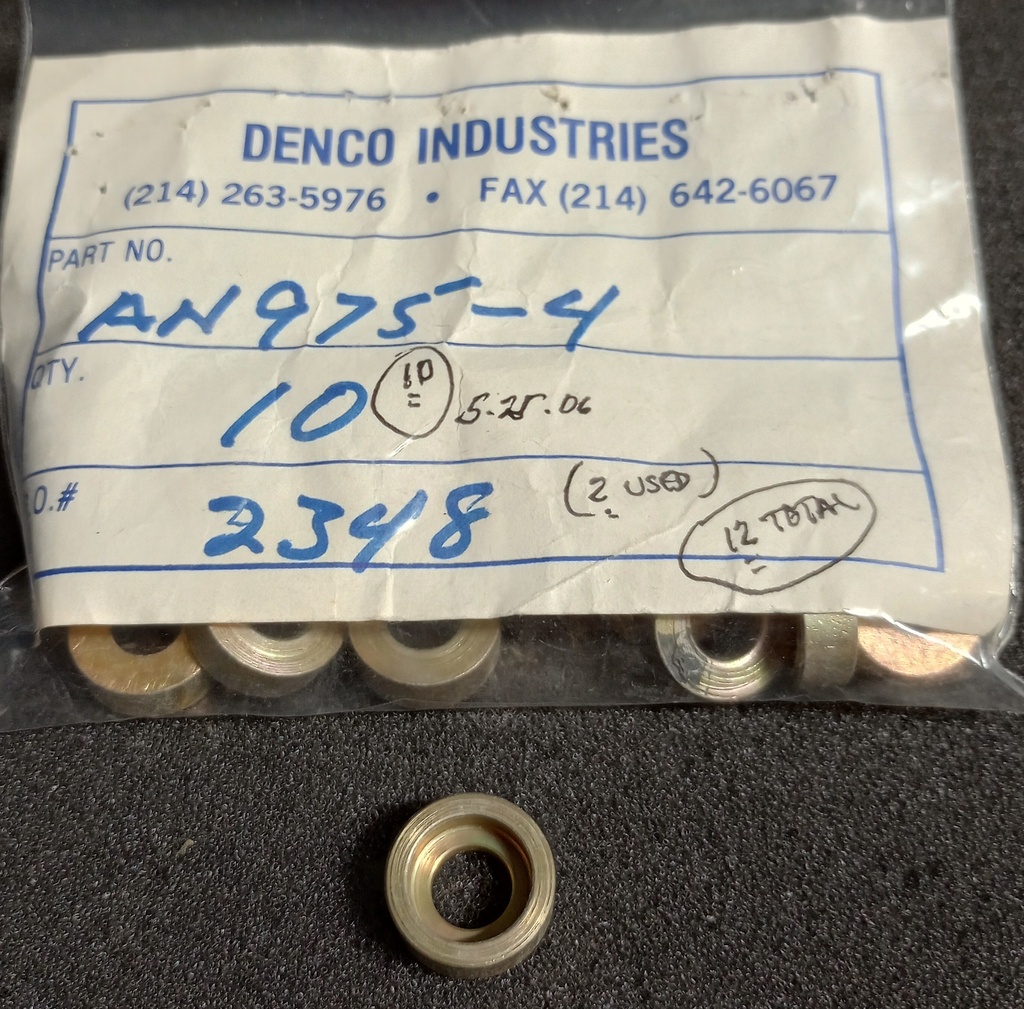 DENCO INDUSTRIES
(214) 263-5976 • FAX (214) 642-6067
PART NO.
AN975-4
QTY.
10 10 5.25.06
O.# 2348 (2 USED)
12 TOTAL